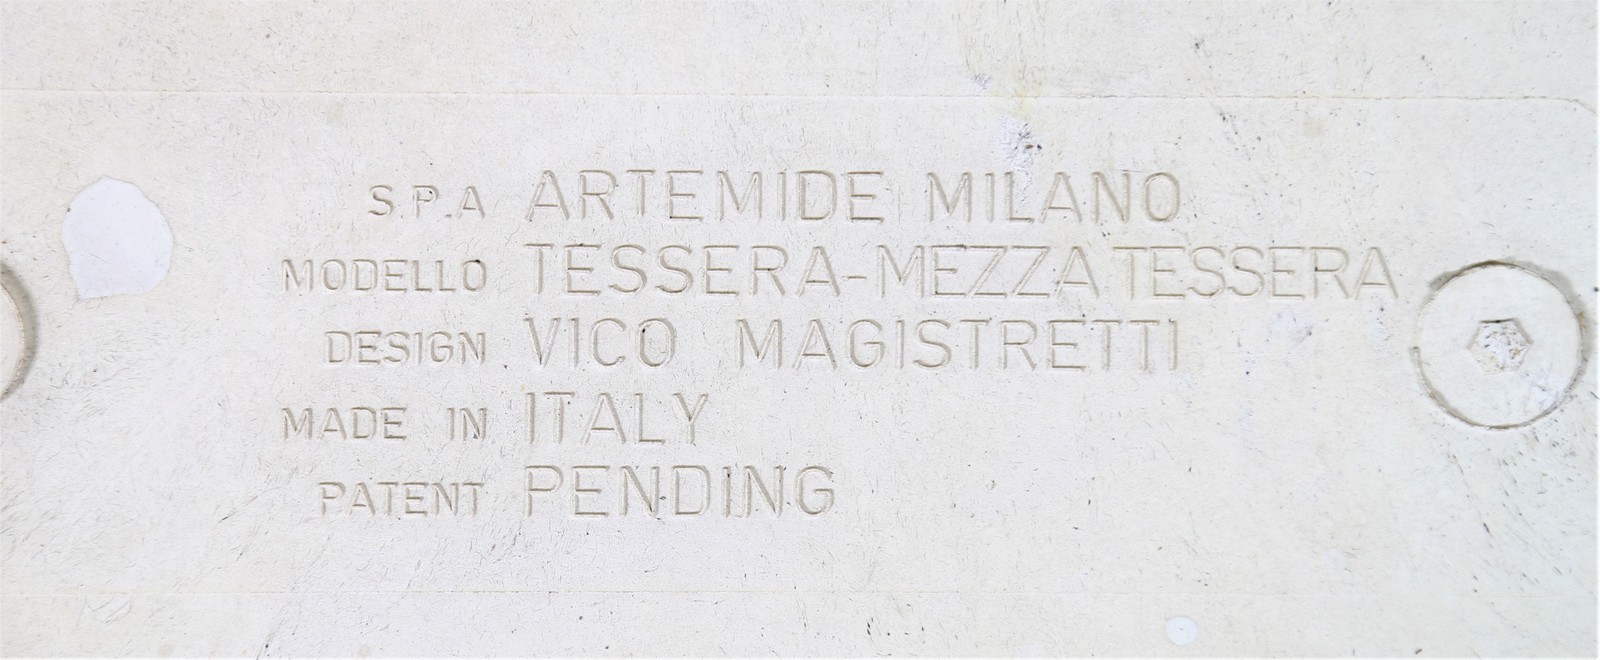 S.P.A ARTEMIDE MILANO
MODELLO TESSERA-MEZZA TESSERA
DESIGN VICO MAGISTRETTI
MADE IN ITALY
PATENT PENDING